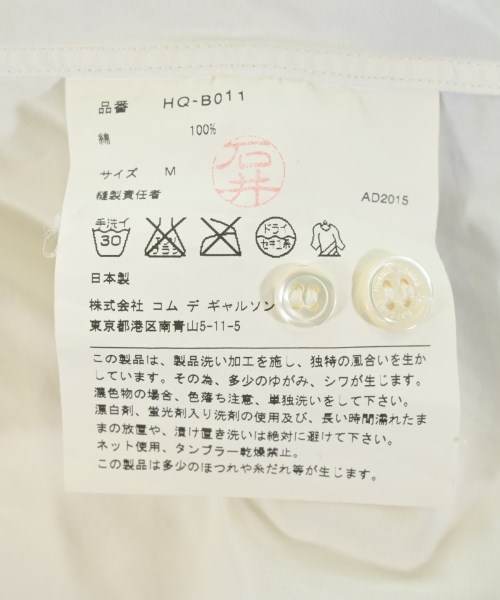 品番 HQ-B011
綿 100%
石井
サイズ M
縫製責任者 AD2015
手洗イ
30
エンソ
サラシ
ドライ
セキユ系
日本製
株式会社 コム デ ギャルソン
東京都港区南青山5-11-5
この製品は、製品洗い加工を施し、独特の風合いを生か
しています。その為、多少のゆがみ、シワが生じます。
濃色物の場合、色落ち注意、単独洗いをして下さい。
漂白剤、蛍光剤入り洗剤の使用及び、長い時間濡れたま
まの放置や、漬け置き洗いは絶対に避けて下さい。
ネット使用、タンブラー乾燥禁止。
この製品は多少のほつれや糸だれ等が生じます。